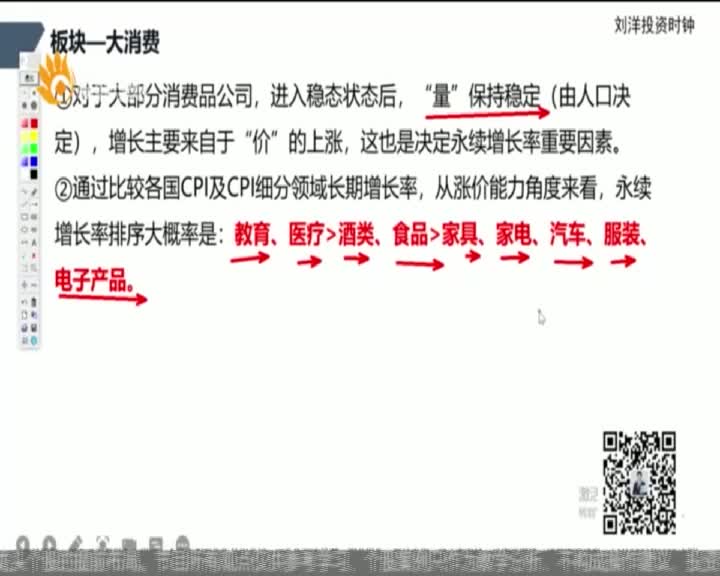 刘洋投资时钟
板块—大消费
①对于大部分消费品公司，进入稳态状态后，“量”保持稳定（由人口决
定），增长主要来自于“价”的上涨，这也是决定永续增长率重要因素。
②通过比较各国CPI及CPI细分领域长期增长率，从涨价能力角度来看，永续
增长率排序大概率是：教育、医疗>酒类、食品>家具、家电、汽车、服装、
电子产品。